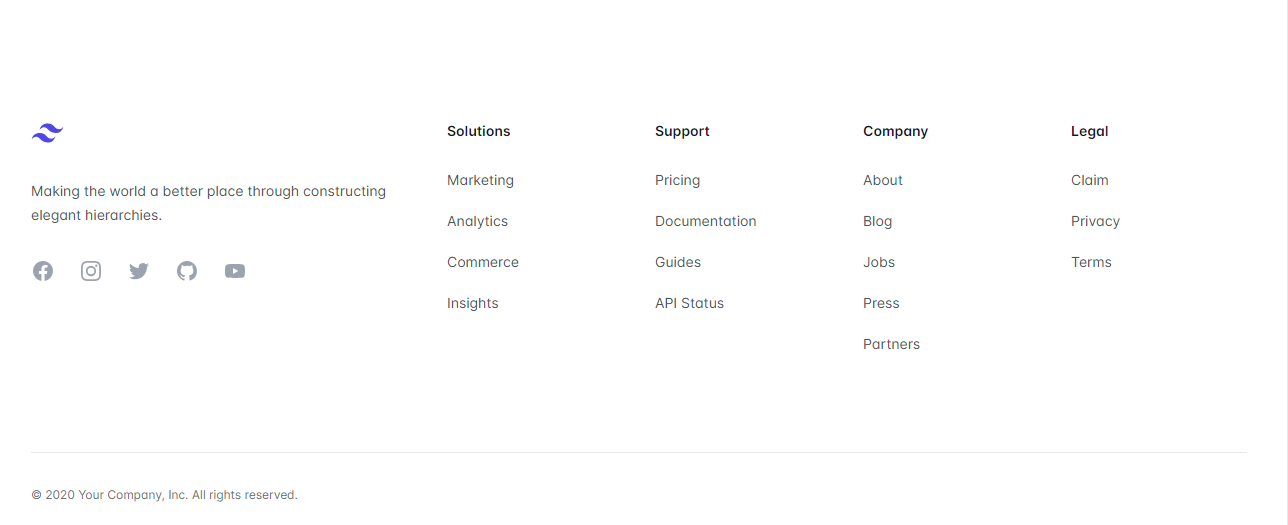 Making the world a better place through constructing
elegant hierarchies.
Solutions
Marketing
Analytics
Commerce
Insights
Support
Pricing
Documentation
Guides
API Status
Company
About
Blog
Jobs
Press
Partners
Legal
Claim
Privacy
Terms
© 2020 Your Company, Inc. All rights reserved.